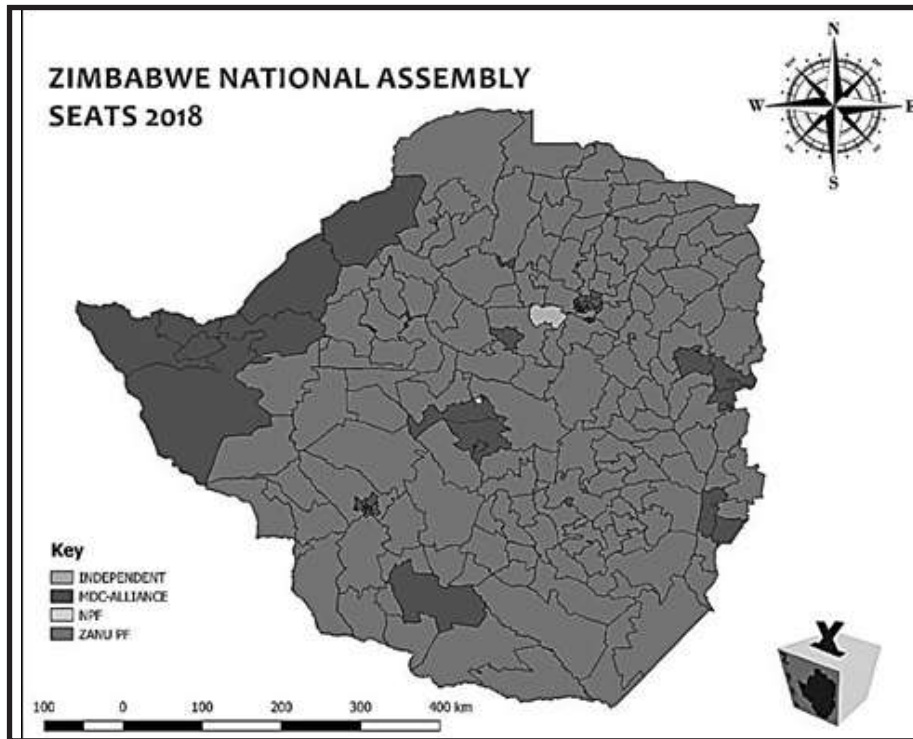 ZIMBABWE NATIONAL ASSEMBLY
SEATS 2018
N
W
E
S
Key
INDEPENDENT
MDC-ALLIANCE
NPF
ZANU PF
100 0 100 200 300 400 km
X